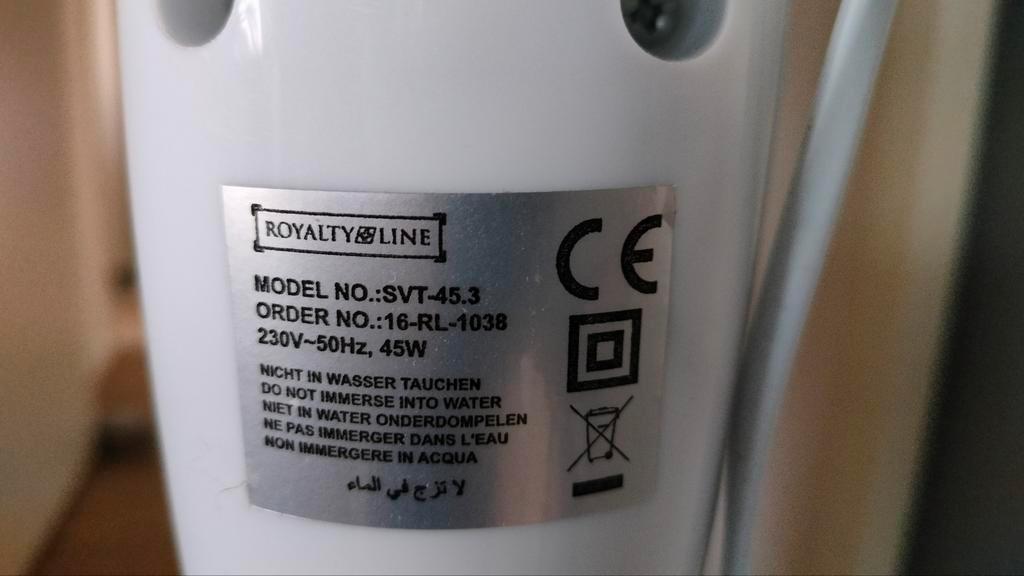 ROYALTY LINE
CE
MODEL NO.:SVT-45.3
ORDER NO.:16-RL-1038
230V~50Hz, 45W
NICHT IN WASSER TAUCHEN
DO NOT IMMERSE INTO WATER
NIET IN WATER ONDERDOMPELEN
NE PAS IMMERGER DANS L'EAU
NON IMMERGERE IN ACQUA
لا تزج في الماء